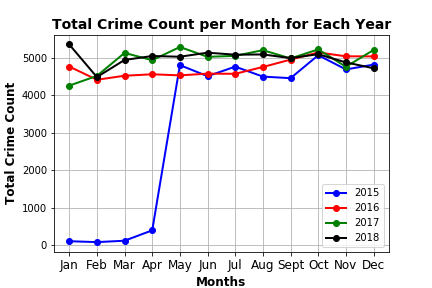 Total Crime Count per Month for Each Year
Total Crime Count
5000
4000
3000
2000
1000
0
2015
2016
2017
2018
Jan Feb Mar Apr May Jun Jul Aug Sept Oct Nov Dec
Months